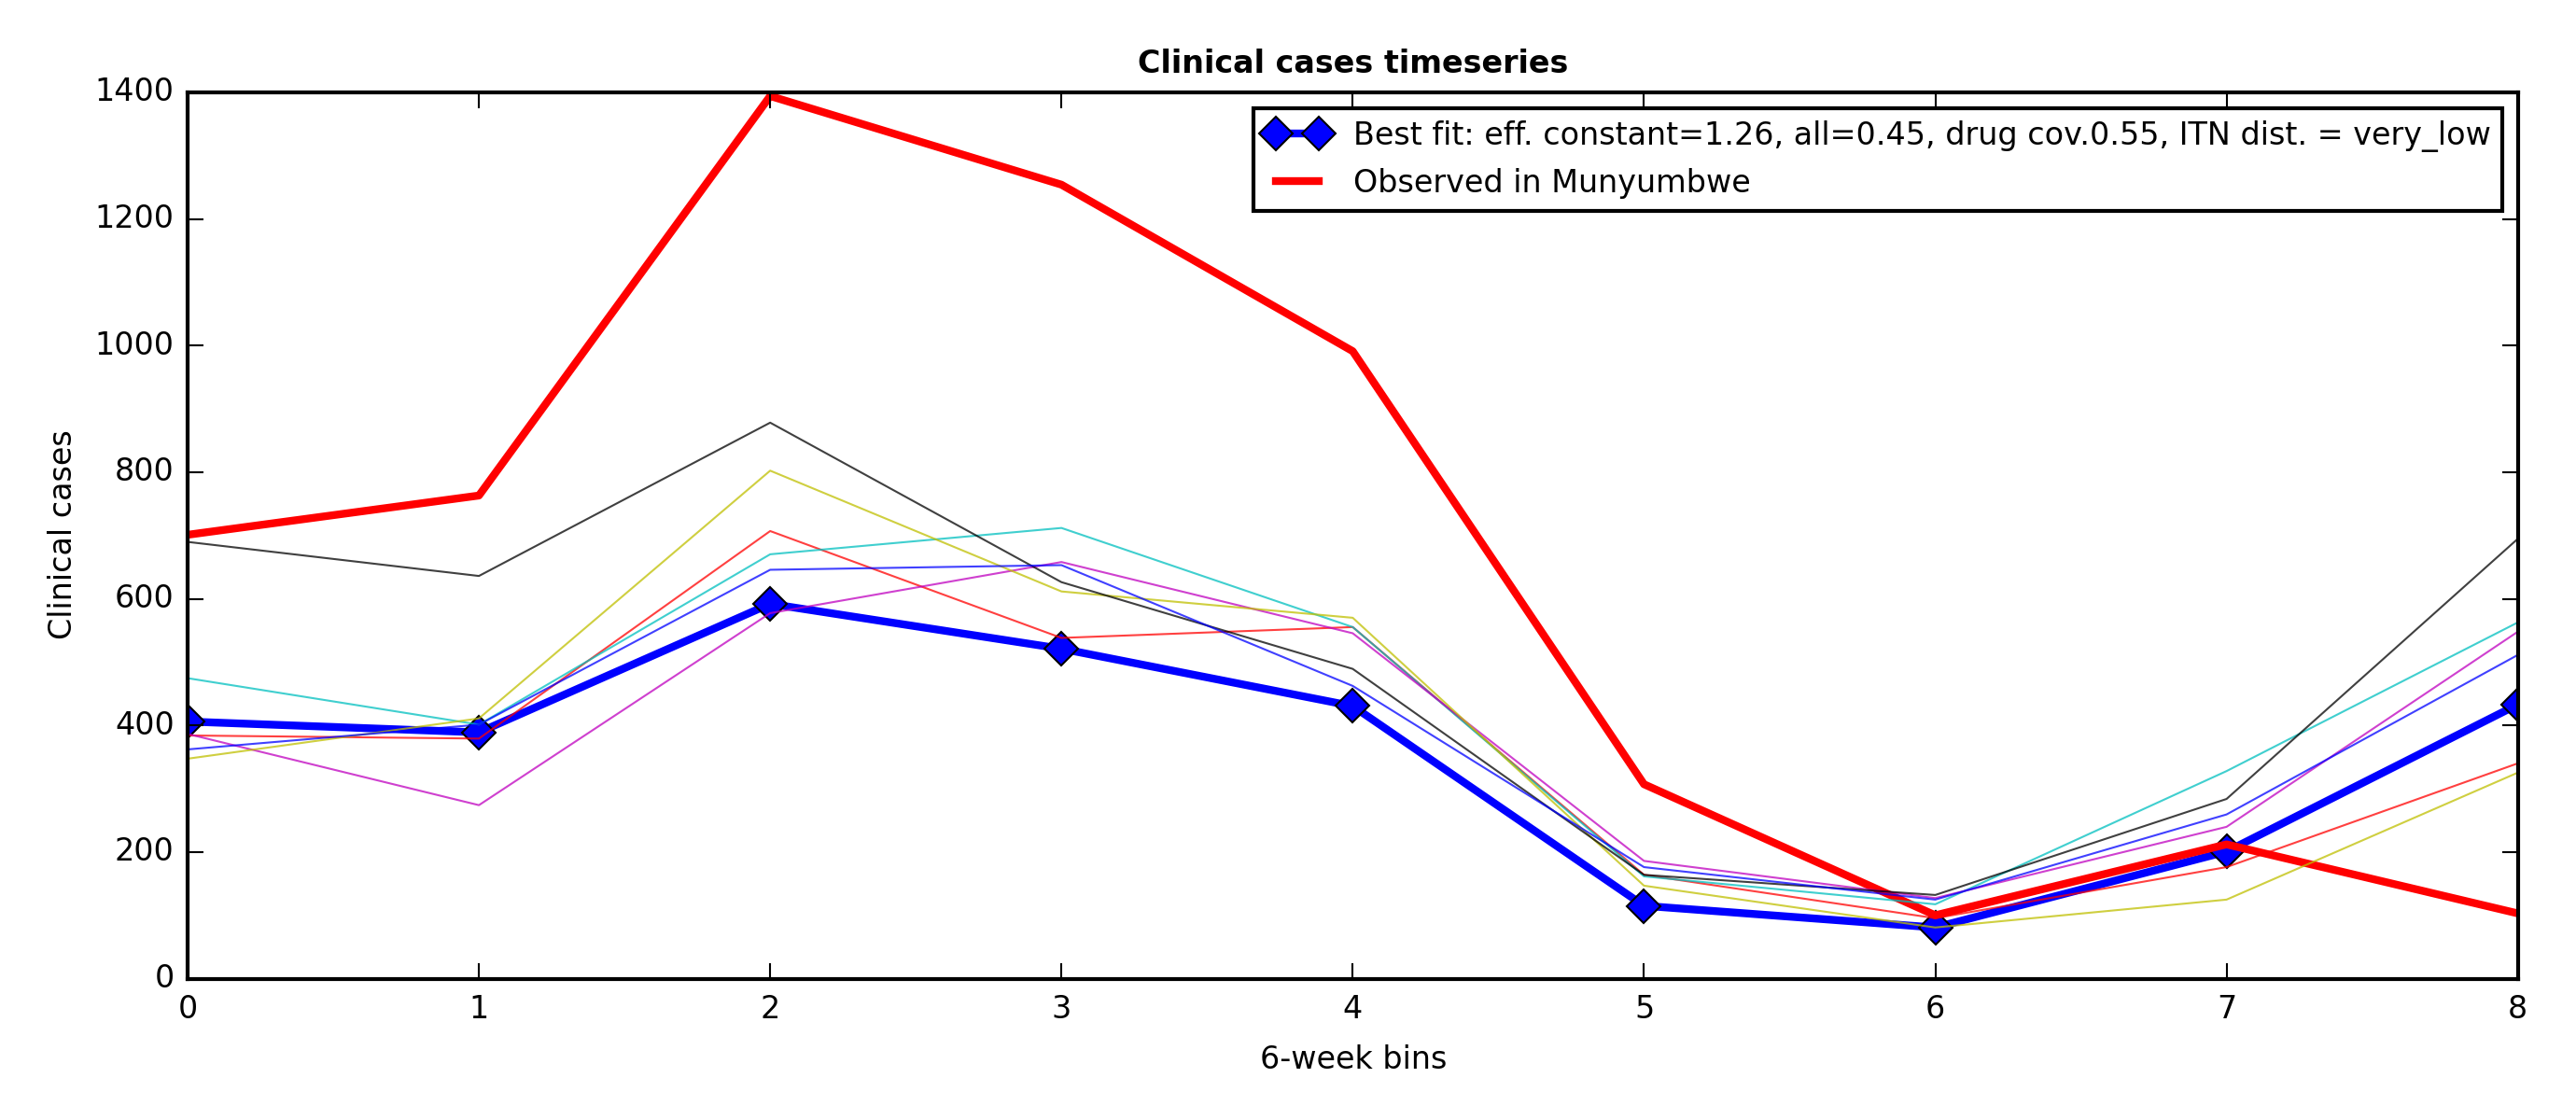 Clinical cases timeseries
1400
1200
1000
800
600
400
200
0
Clinical cases
Best fit: eff. constant=1.26, all=0.45, drug cov.0.55, ITN dist. = very_low
Observed in Munyumbwe
0 1 2 3 4 5 6 7 8
6-week bins